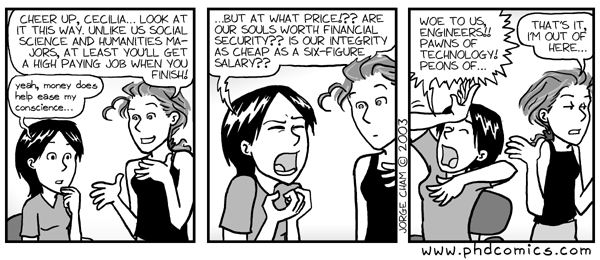 CHEER UP, CECILIA... LOOK AT
IT THIS WAY. UNLIKE US SOCIAL
SCIENCE AND HUMANITIES MA-
JORS, AT LEAST YOU'LL GET
A HIGH PAYING JOB WHEN YOU
FINISH!
yeah, money does
help ease my
conscience...
...BUT AT WHAT PRICE!?? ARE
OUR SOULS WORTH FINANCIAL
SECURITY?? IS OUR INTEGRITY
AS CHEAP AS A SIX-FIGURE
SALARY??
JORGE CHAM © 2003
WOE TO US,
ENGINEERS!!
PAWNS OF
TECHNOLOGY!
PEONS OF...
THAT'S IT,
I'M OUT OF
HERE...
www.phdcomics.com